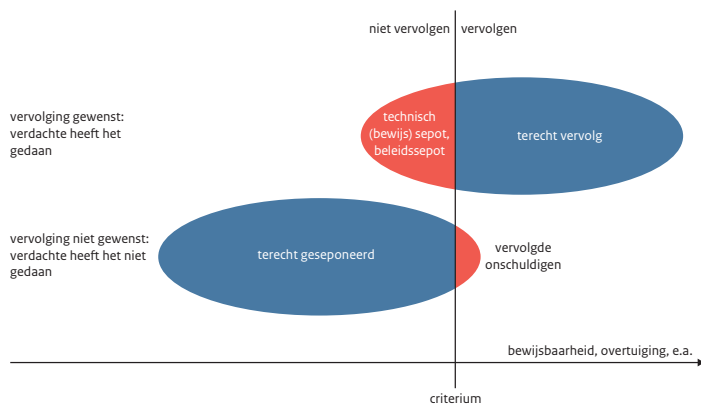 niet vervolgen
vervolgen
vervolging gewenst:
verdachte heeft het
gedaan
technisch
(bewijs) sepot,
beleidssepot
terecht vervolg
vervolging niet gewenst:
verdachte heeft het niet
gedaan
terecht geseponeerd
vervolgde
onschuldigen
bewijsbaarheid, overtuiging, e.a.
criterium